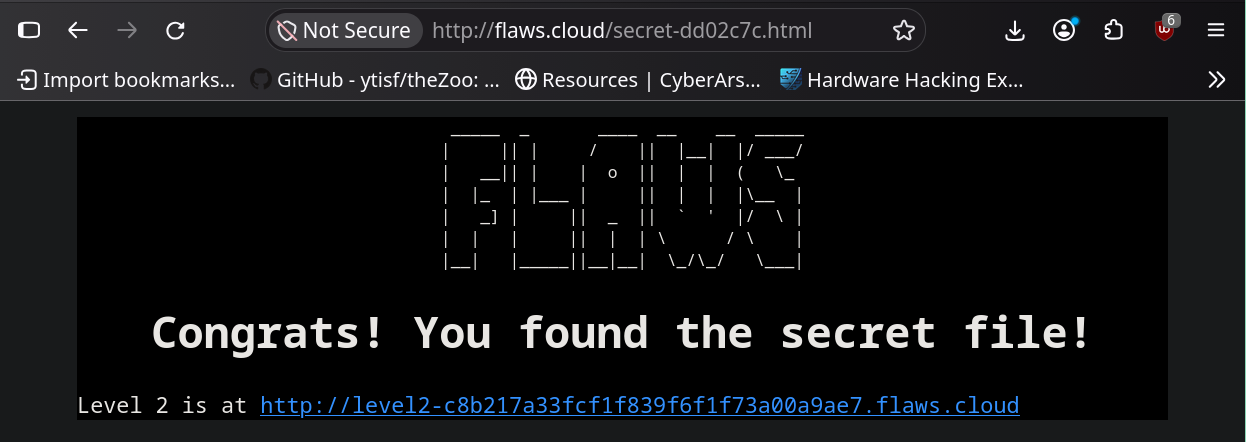 Not Secure http://flaws.cloud/secret-dd02c7c.html 6
Import bookmarks... GitHub - ytisf/theZoo: ... Resources | CyberArs... Hardware Hacking Ex...
FLAWS
Congrats! You found the secret file!
Level 2 is at http://level2-c8b217a33fcf1f839f6f1f73a00a9ae7.flaws.cloud